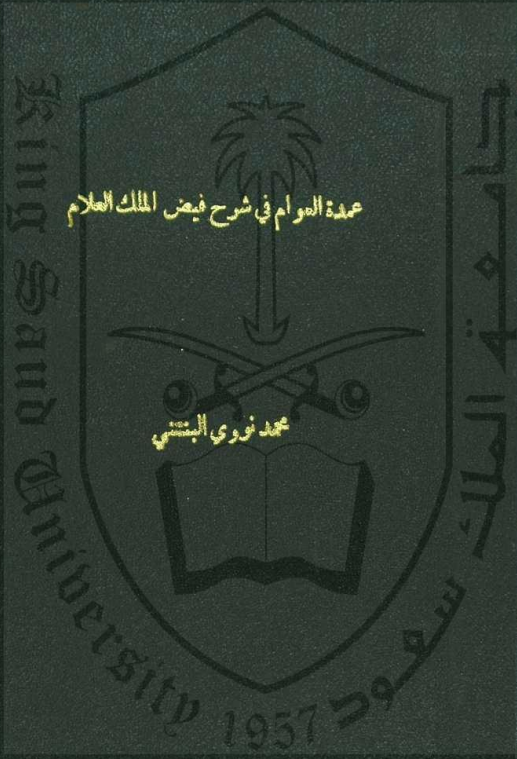 عمدة العوام في شرح فيض الملك العلام
محمد نووي البنتني
King Saud University
1957
جامعة الملك سعود